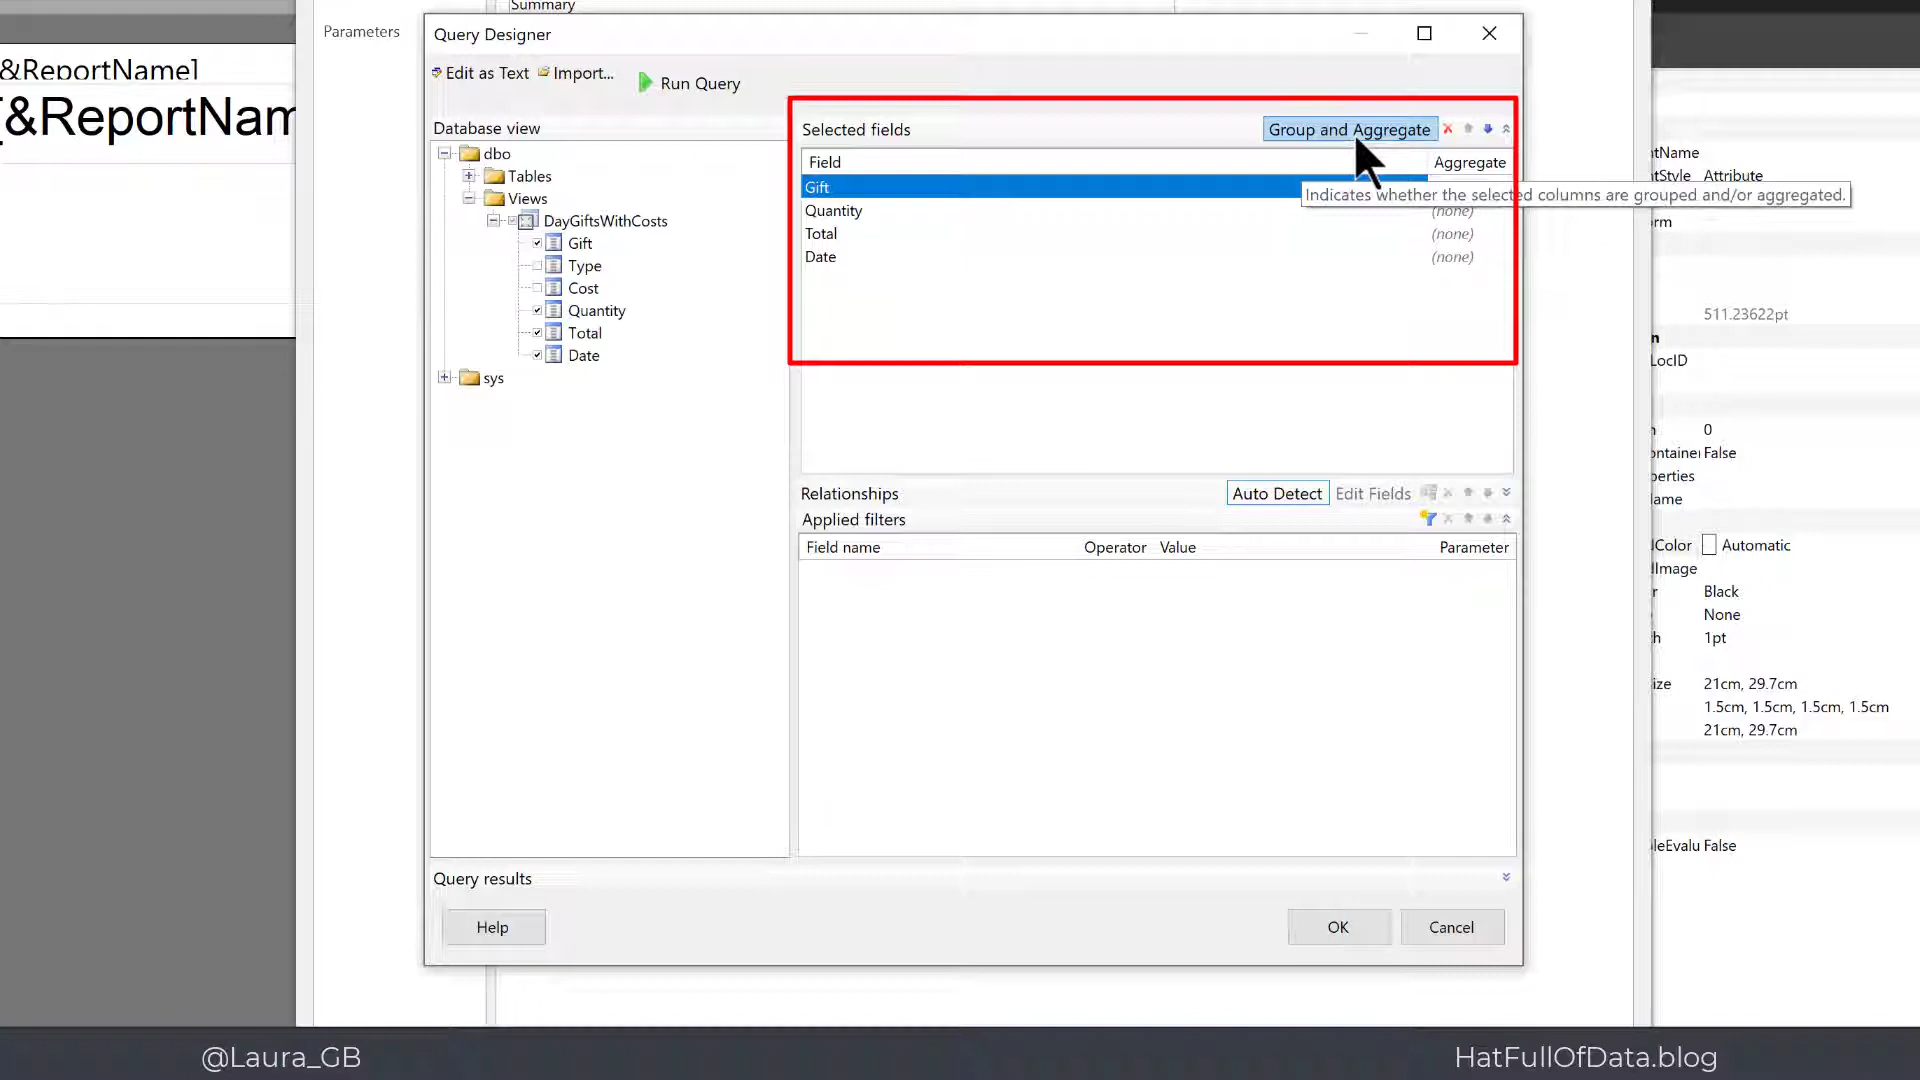 Summary
Parameters
Query Designer
&ReportName]
[&ReportNam
Edit as Text
Import...
Run Query
Database view
dbo
Tables
Views
DayGiftsWithCosts
Gift
Type
Cost
Quantity
Total
Date
sys
Selected fields
Group and Aggregate
Field
Aggregate
Gift
Indicates whether the selected columns are grouped and/or aggregated.
Quantity
(none)
Total
(none)
Date
(none)
Relationships
Auto Detect
Edit Fields
Applied filters
Field name
Operator
Value
Parameter
Query results
Help
OK
Cancel
ntName
ntStyle Attribute
rm
511.23622pt
n
LocID
0
ontainer False
perties
lame
Color Automatic
Image
r Black
None
h 1pt
ize 21cm, 29.7cm
1.5cm, 1.5cm, 1.5cm, 1.5cm
21cm, 29.7cm
leEvalu False
@Laura_GB
HatFullOfData.blog